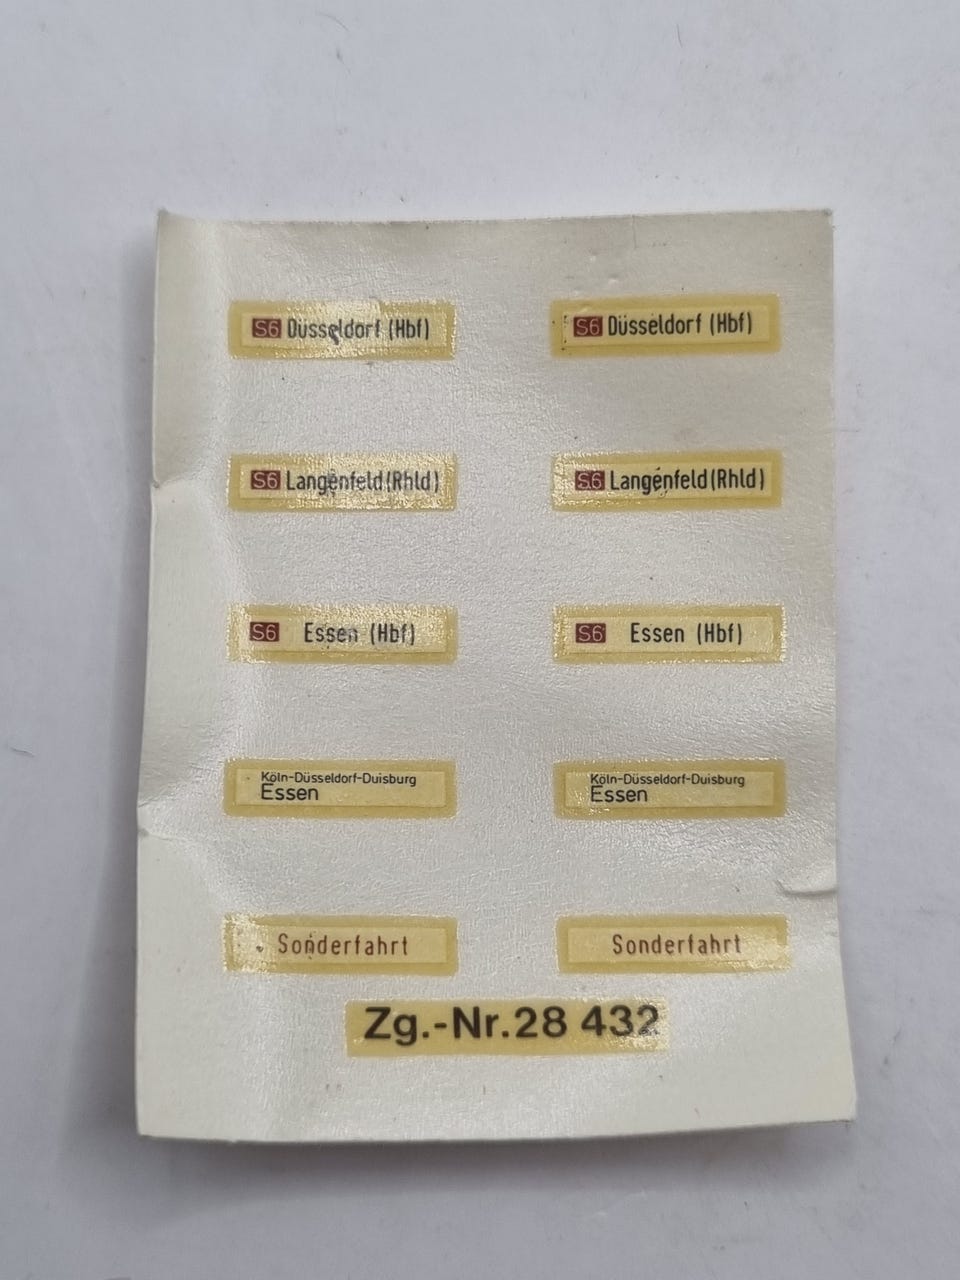 S6 Düsseldorf (Hbf)
S6 Düsseldorf (Hbf)
S6 Langenfeld (Rhld)
S6 Langenfeld (Rhld)
S6 Essen (Hbf)
S6 Essen (Hbf)
Köln-Düsseldorf-Duisburg
Essen
Köln-Düsseldorf-Duisburg
Essen
Sonderfahrt
Sonderfahrt
Zg.-Nr. 28 432